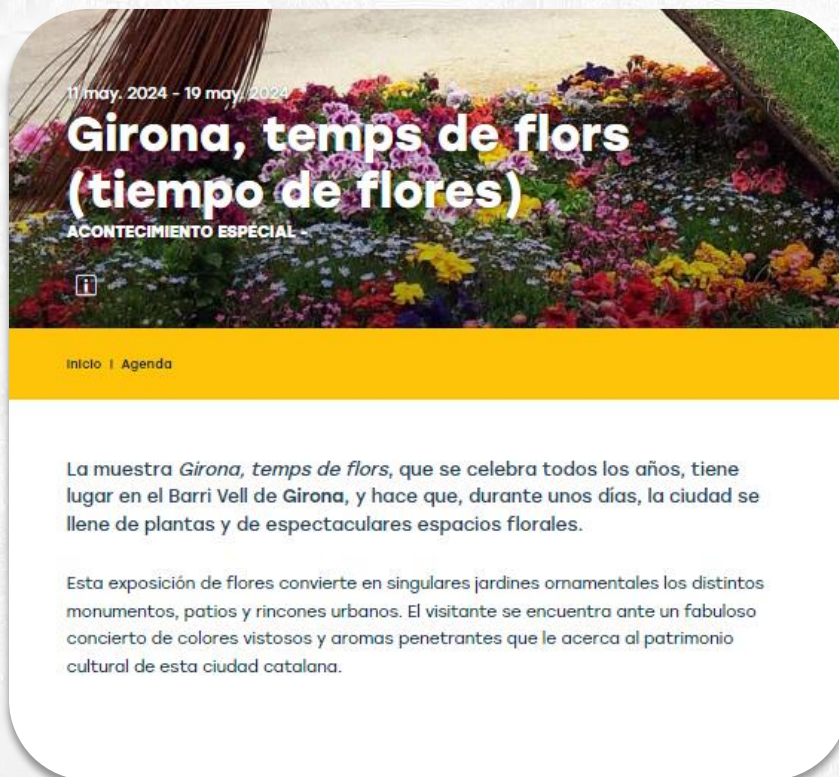 11 may. 2024 - 19 may. 2024
Girona, temps de flors
(tiempo de flores)
ACONTECIMIENTO ESPECIAL -
i
Inicio | Agenda
La muestra Girona, temps de flors, que se celebra todos los años, tiene
lugar en el Barri Vell de Girona, y hace que, durante unos días, la ciudad se
llene de plantas y de espectaculares espacios florales.
Esta exposición de flores convierte en singulares jardines ornamentales los distintos
monumentos, patios y rincones urbanos. El visitante se encuentra ante un fabuloso
concierto de colores vistosos y aromas penetrantes que le acerca al patrimonio
cultural de esta ciudad catalana.